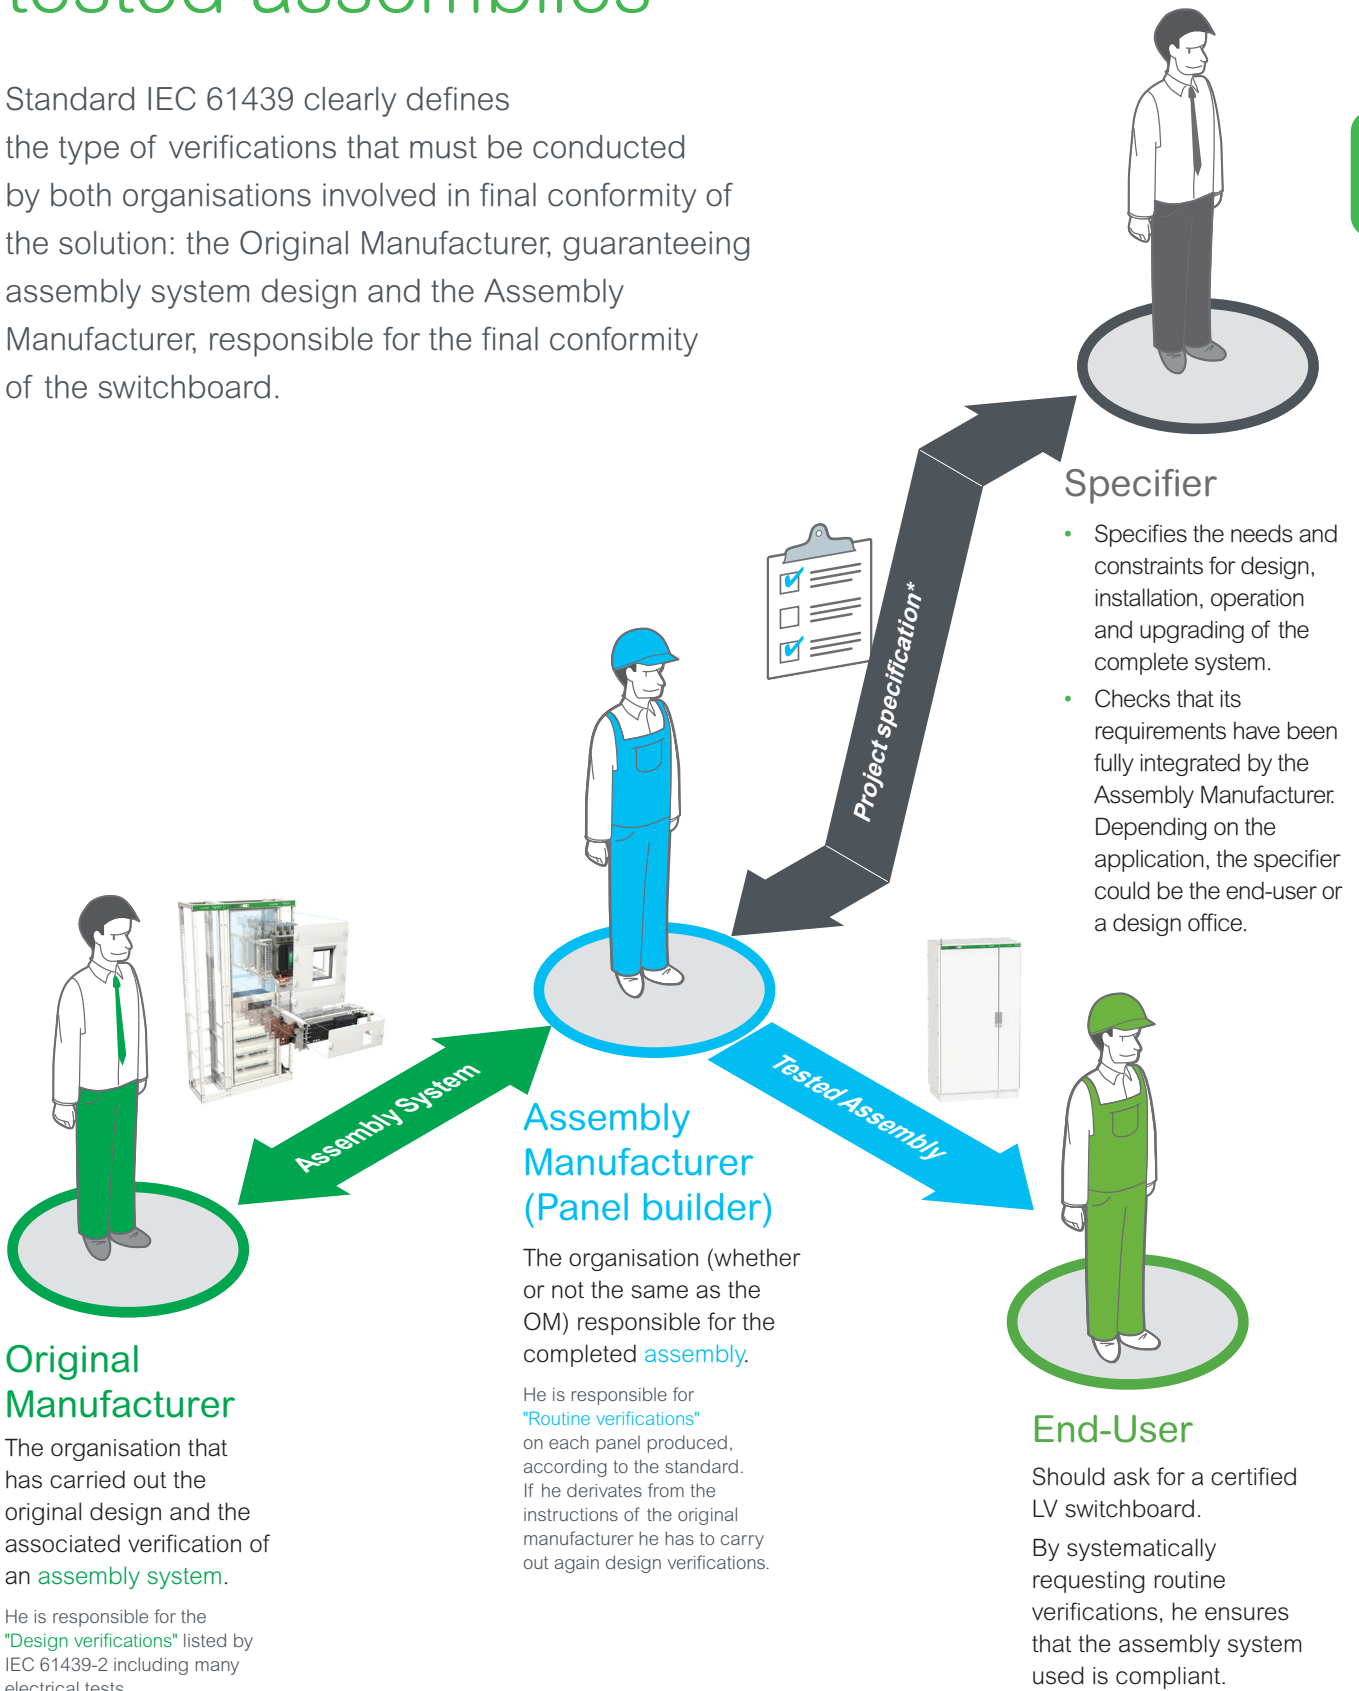 tested assemblies
Standard IEC 61439 clearly defines
the type of verifications that must be conducted
by both organisations involved in final conformity of
the solution: the Original Manufacturer, guaranteeing
assembly system design and the Assembly
Manufacturer, responsible for the final conformity
of the switchboard.
Specifier
• Specifies the needs and
constraints for design,
installation, operation
and upgrading of the
complete system.
• Checks that its
requirements have been
fully integrated by the
Assembly Manufacturer.
Depending on the
application, the specifier
could be the end-user or
a design office.
Project specification*
Assembly System
Tested Assembly
Assembly
Manufacturer
(Panel builder)
The organisation (whether
or not the same as the
OM) responsible for the
completed assembly.
He is responsible for
"Routine verifications"
on each panel produced,
according to the standard.
If he derivates from the
instructions of the original
manufacturer he has to carry
out again design verifications.
Original
Manufacturer
The organisation that
has carried out the
original design and the
associated verification of
an assembly system.
He is responsible for the
"Design verifications" listed by
IEC 61439-2 including many
electrical tests
End-User
Should ask for a certified
LV switchboard.
By systematically
requesting routine
verifications, he ensures
that the assembly system
used is compliant.